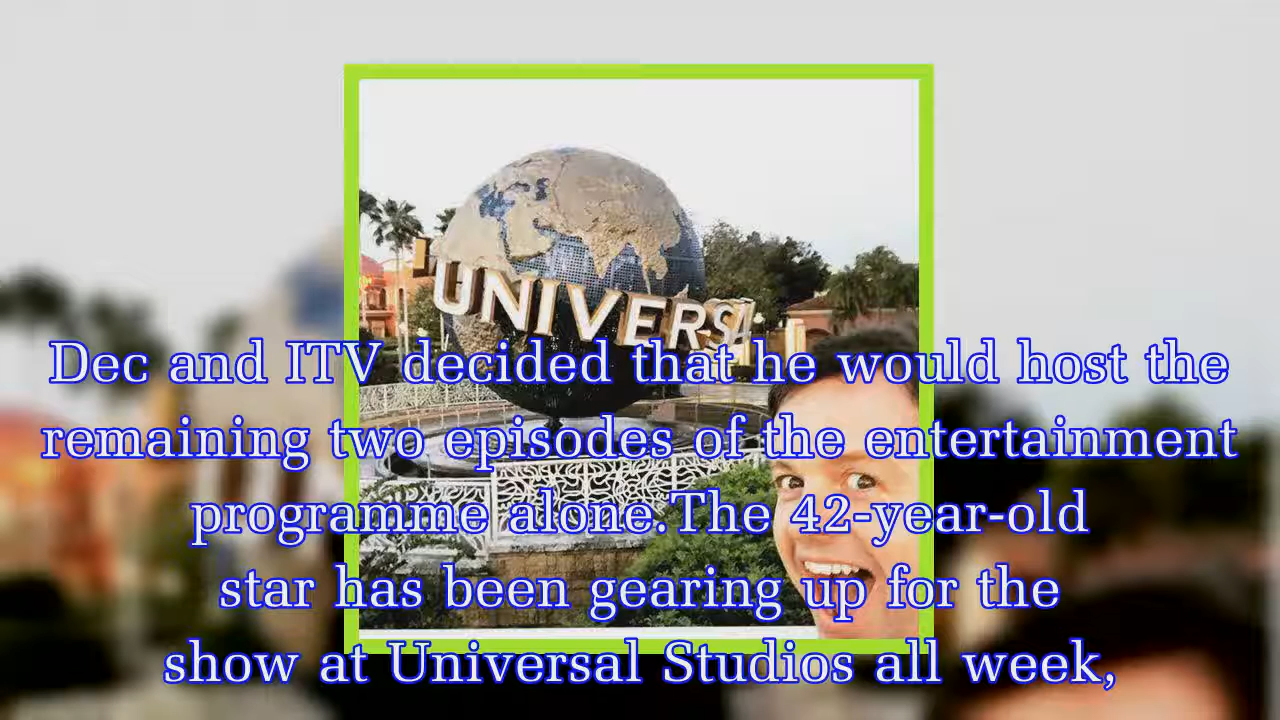 UNIVERSAL
Dec and ITV decided that he would host the
remaining two episodes of the entertainment
programme alone.The 42-year-old
star has been gearing up for the
show at Universal Studios all week,